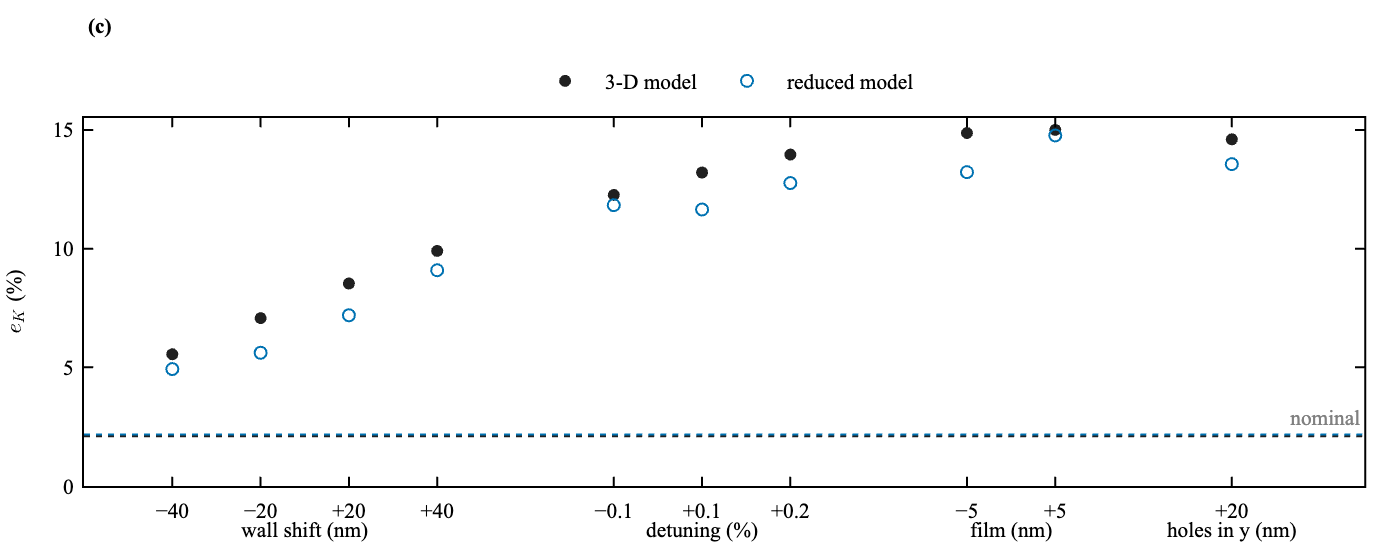 (c)
3-D model reduced model
15
10
5
0
e_K (%)
nominal
−40 −20 +20 +40 −0.1 +0.1 +0.2 −5 +5 +20
wall shift (nm) detuning (%) film (nm) holes in y (nm)